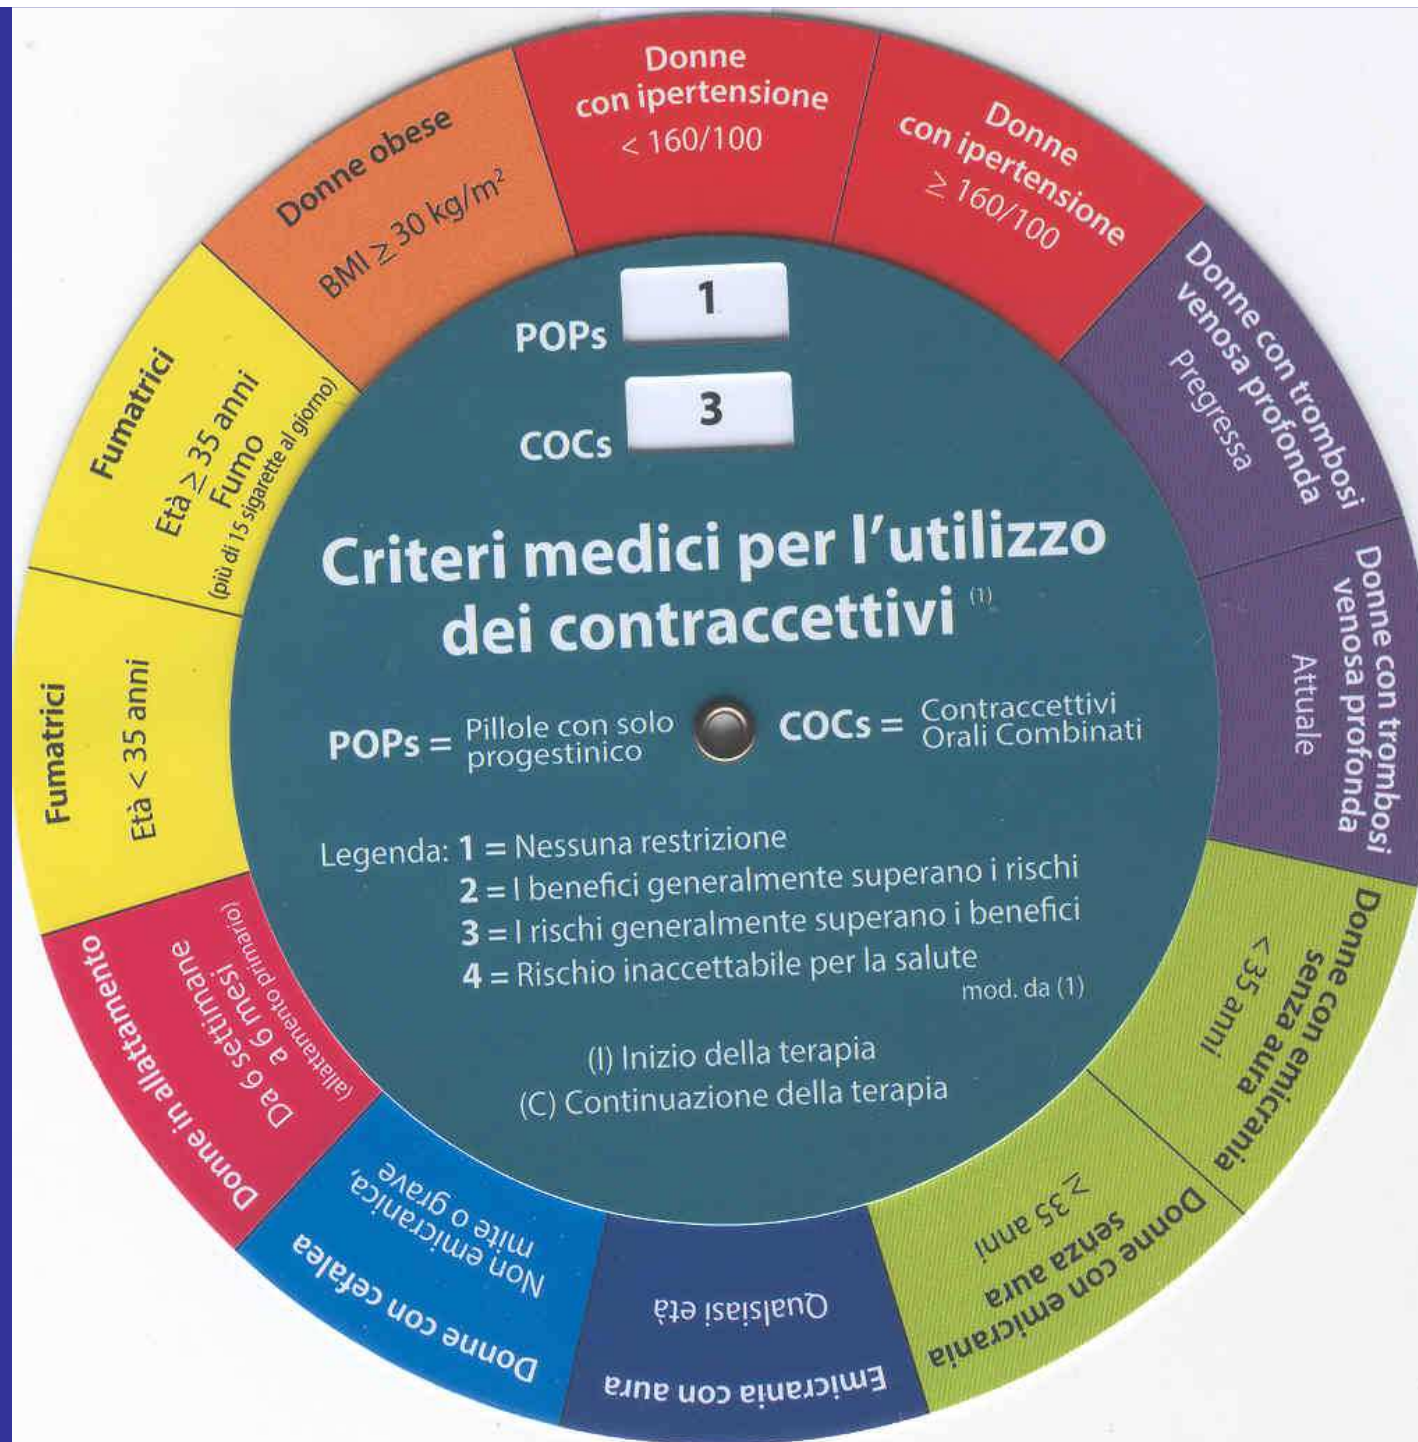 Donne
con ipertensione
< 160/100
Donne
con ipertensione
≥ 160/100
Donne con trombosi
venosa profonda
Pregressa
Donne con trombosi
venosa profonda
Attuale
Donne con emicrania
senza aura
< 35 anni
Donne con emicrania
senza aura
≥ 35 anni
Emicrania con aura
Qualsiasi età
Donne con cefalea
Non emicranica,
mite o grave
Donne in allattamento
Da 6 settimane
a 6 mesi
(allattamento primario)
Fumatrici
Età < 35 anni
Fumatrici
Età ≥ 35 anni
Fumo
(più di 15 sigarette al giorno)
Donne obese
BMI ≥ 30 kg/m²
POPs 1
COCs 3
Criteri medici per l'utilizzo
dei contraccettivi (1)
POPs = Pillole con solo
progestinico
COCs = Contraccettivi
Orali Combinati
Legenda: 1 = Nessuna restrizione
2 = I benefici generalmente superano i rischi
3 = I rischi generalmente superano i benefici
4 = Rischio inaccettabile per la salute
mod. da (1)
(I) Inizio della terapia
(C) Continuazione della terapia